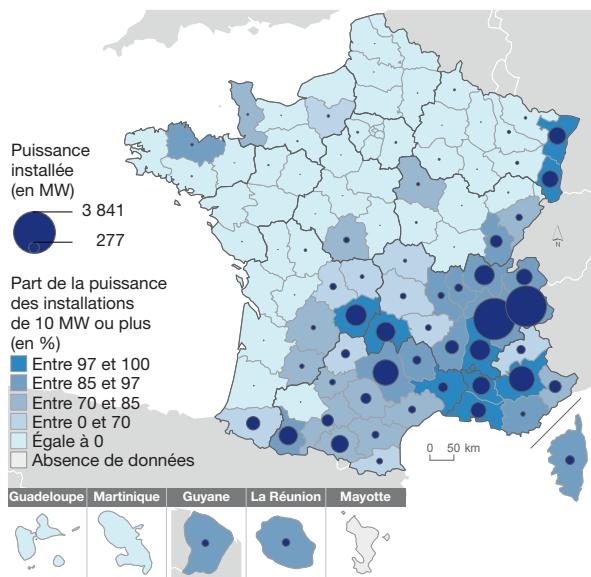 Puissance
installée
(en MW)
3 841
277
Part de la puissance
des installations
de 10 MW ou plus
(en %)
Entre 97 et 100
Entre 85 et 97
Entre 70 et 85
Entre 0 et 70
Égale à 0
Absence de données
N
0 50 km
Guadeloupe Martinique Guyane La Réunion Mayotte